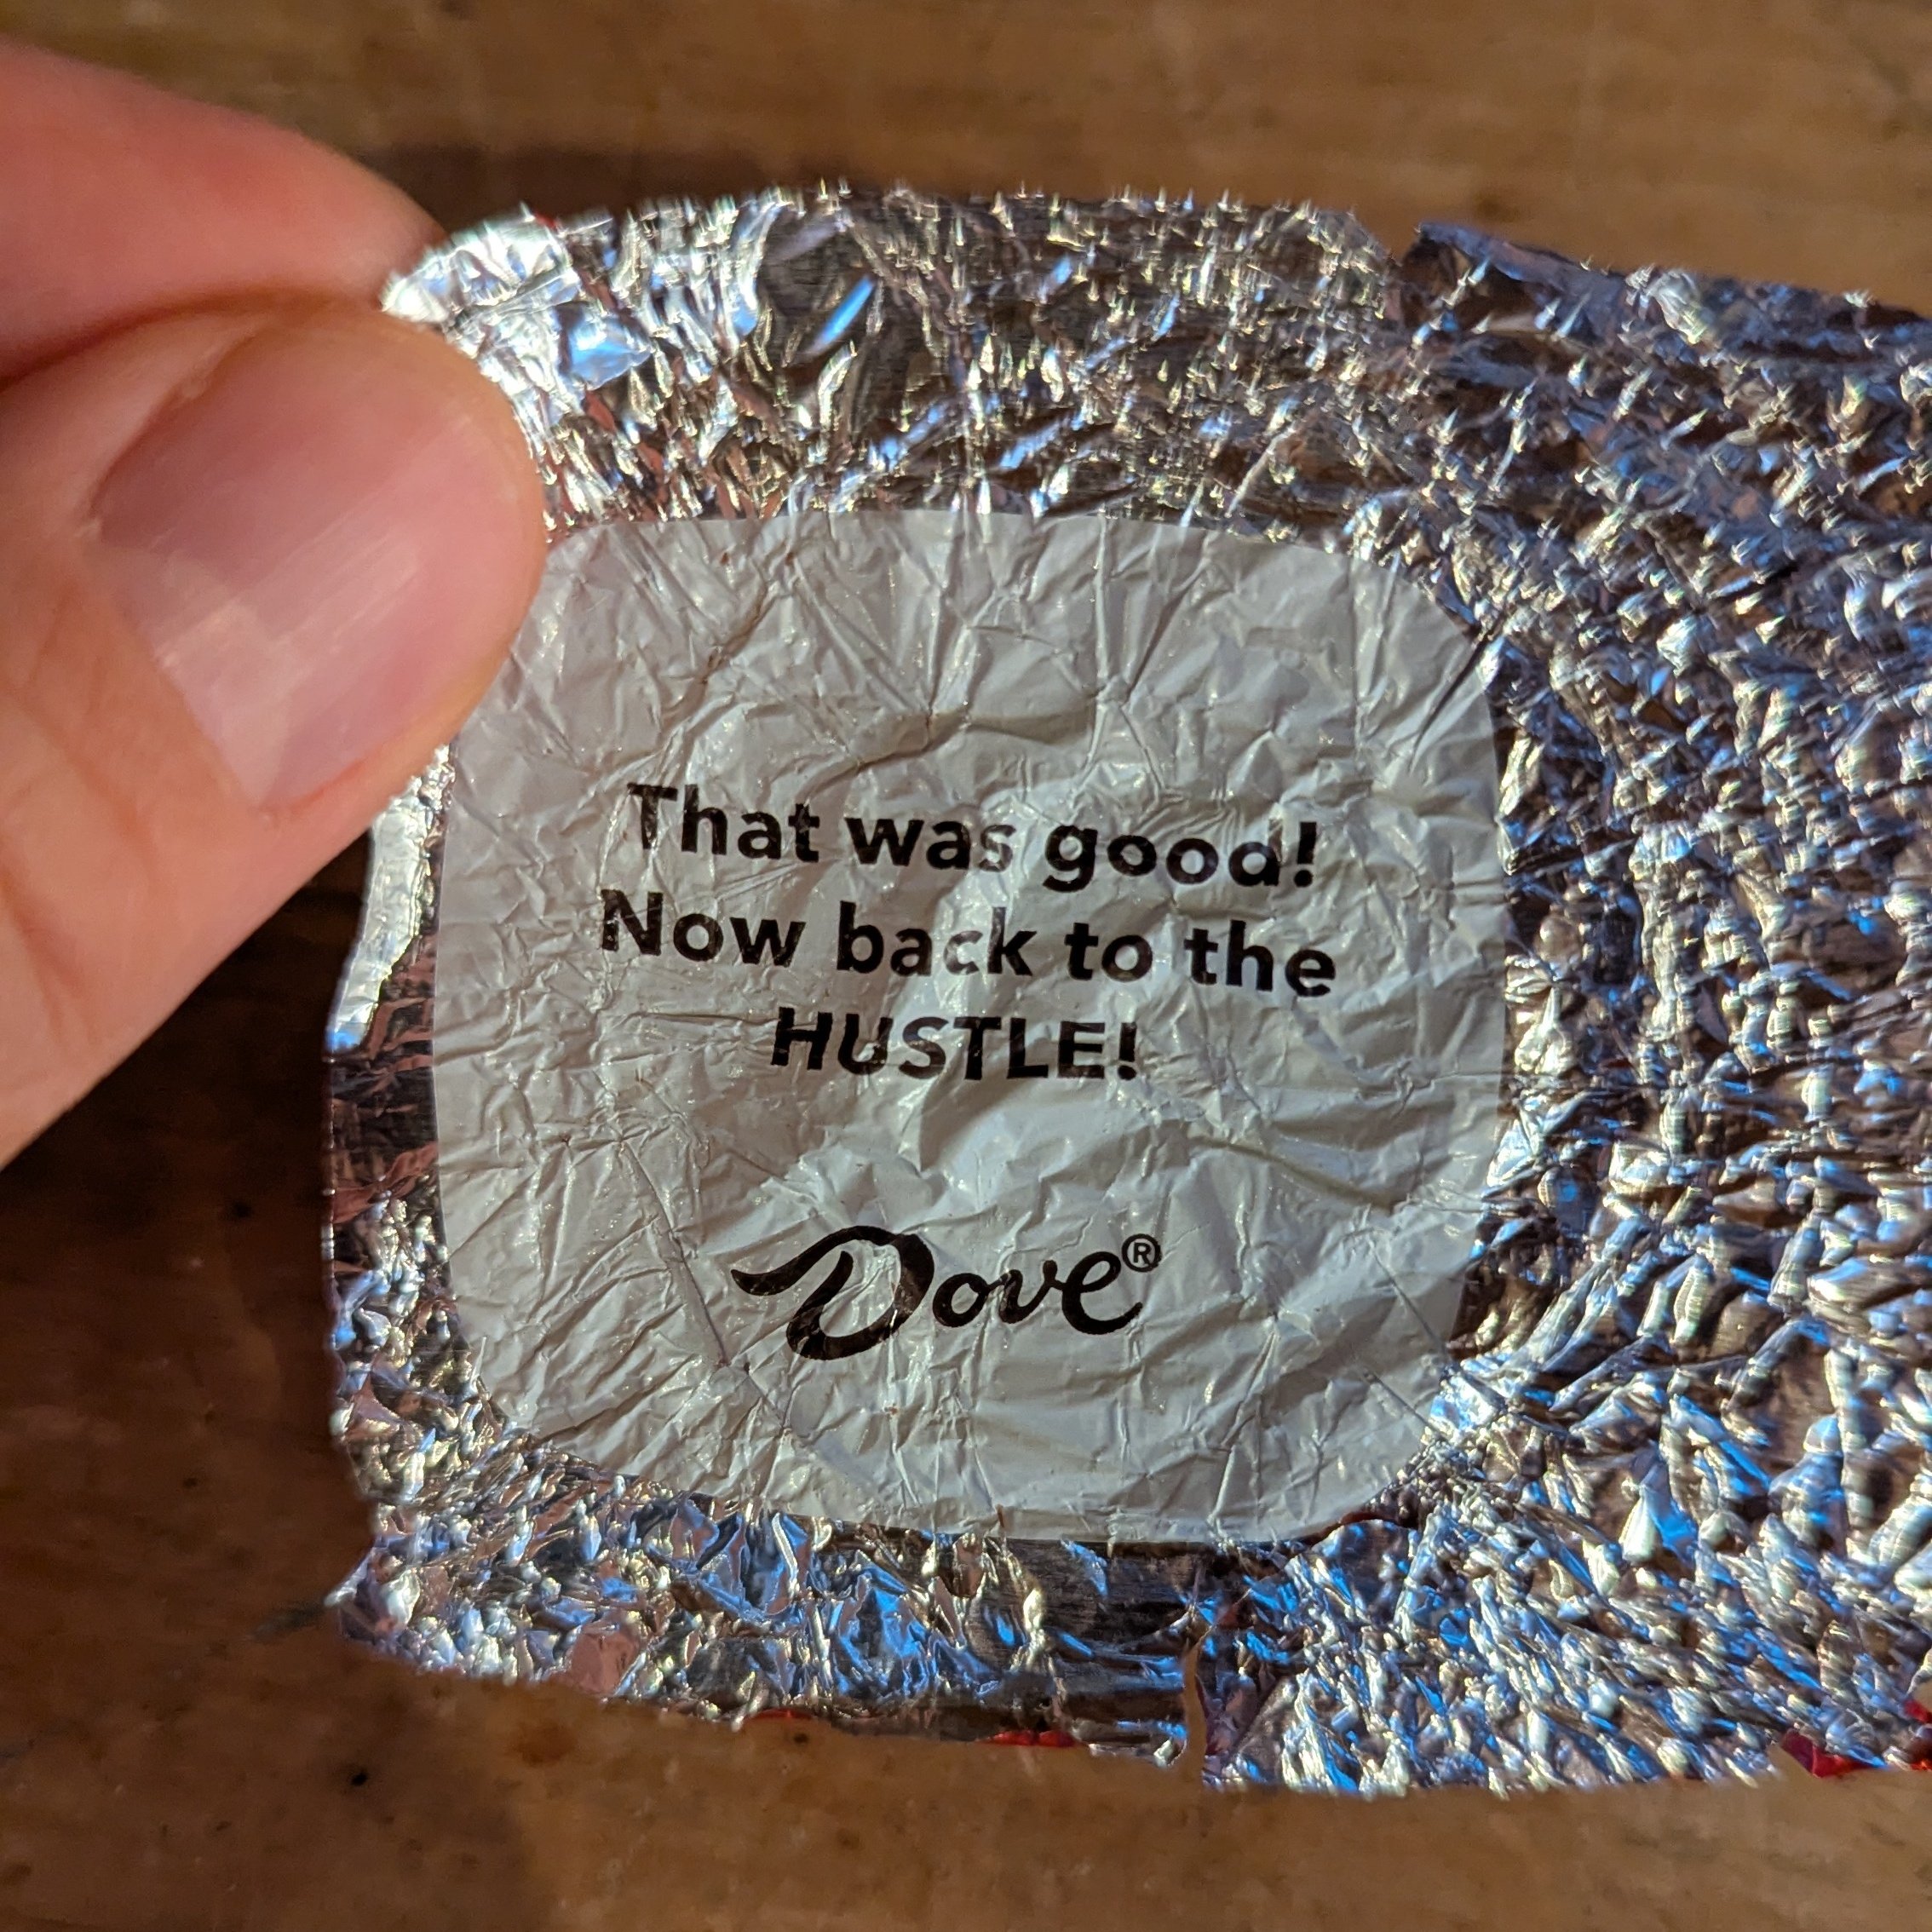 That was good!
Now back to the
HUSTLE!
Dove®